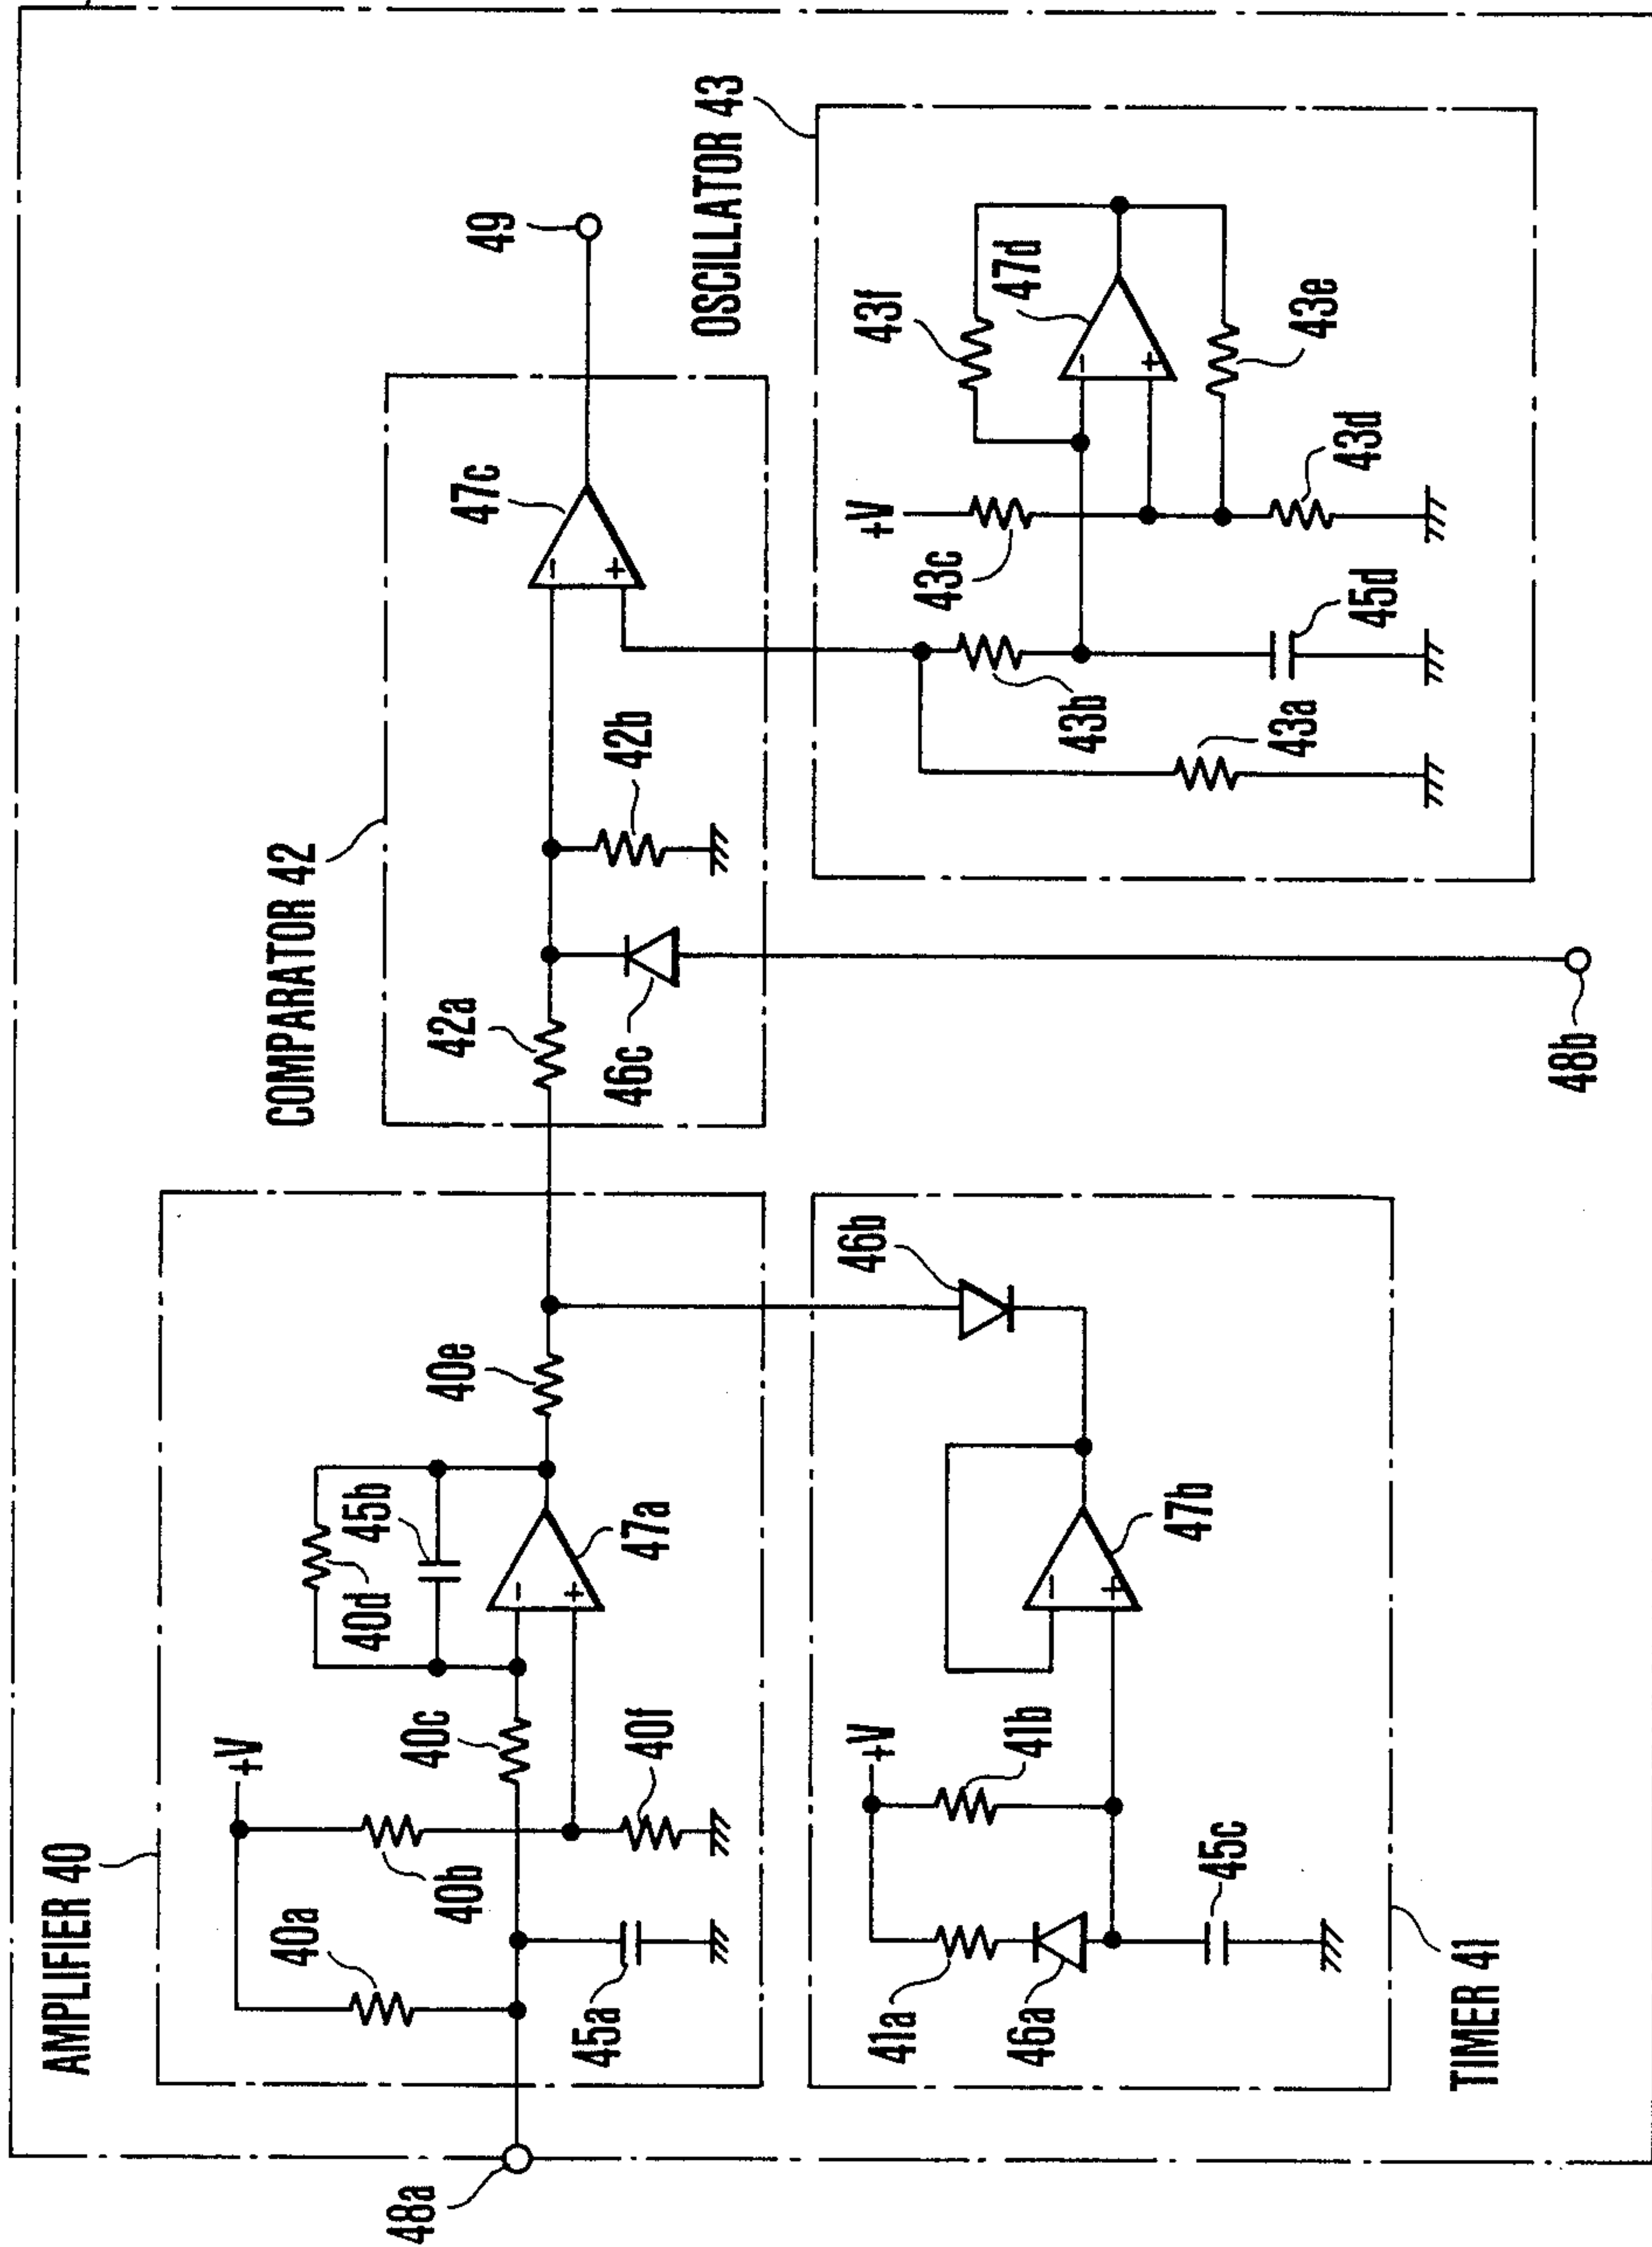 AMPLIFIER 40
+V
40a
40b
40c
40d
45b
40e
45a
40f
47a
48a
COMPARATOR 42
42a
46c
42b
47c
49
- +
- +
TIMER 41
+V
41a
41b
46a
45c
47b
46b
- +
48b
OSCILLATOR 43
+V
43a
43b
43c
43d
43e
43f
45d
47d
- +